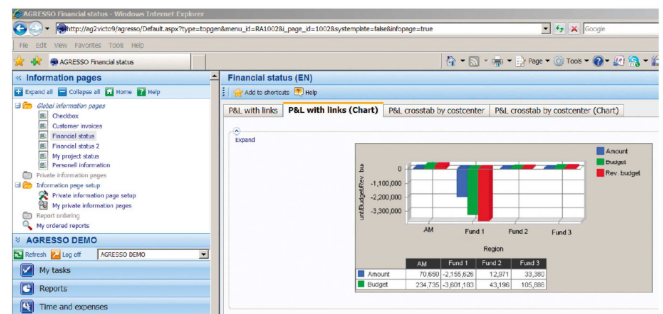 AGRESSO Financial status - Windows Internet Explorer
http://ag2victo9/agresso/Default.aspx?type=topgen&menu_id=RA1002&i_page_id=1002&systemplate=false&infopage=true
Google
File Edit View Favorites Tools Help
AGRESSO Financial status
Page Tools
Information pages
Expand all Collapse all Home Help
Global information pages
Checkbox
Customer invoices
Financial status
Financial status 2
My project status
Personell information
Private information pages
Information page setup
Private information page setup
My private information pages
Report ordering
My ordered reports
AGRESSO DEMO
Refresh Log off AGRESSO DEMO
My tasks
Reports
Time and expenses
Financial status (EN)
Add to shortcuts Help
P&L with links P&L with links (Chart) P&L crosstab by costcenter P&L crosstab by costcenter (Chart)
Expand
Amount
Budget
Rev. budget
0
-1,100,000
-2,200,000
-3,300,000
unt/Budget/Rev. bu
AM Fund 1 Fund 2 Fund 3
Region
AM Fund 1 Fund 2 Fund 3
Amount 70,660 -2,155,626 12,971 33,380
Budget 234,735 -3,601,183 43,196 105,886